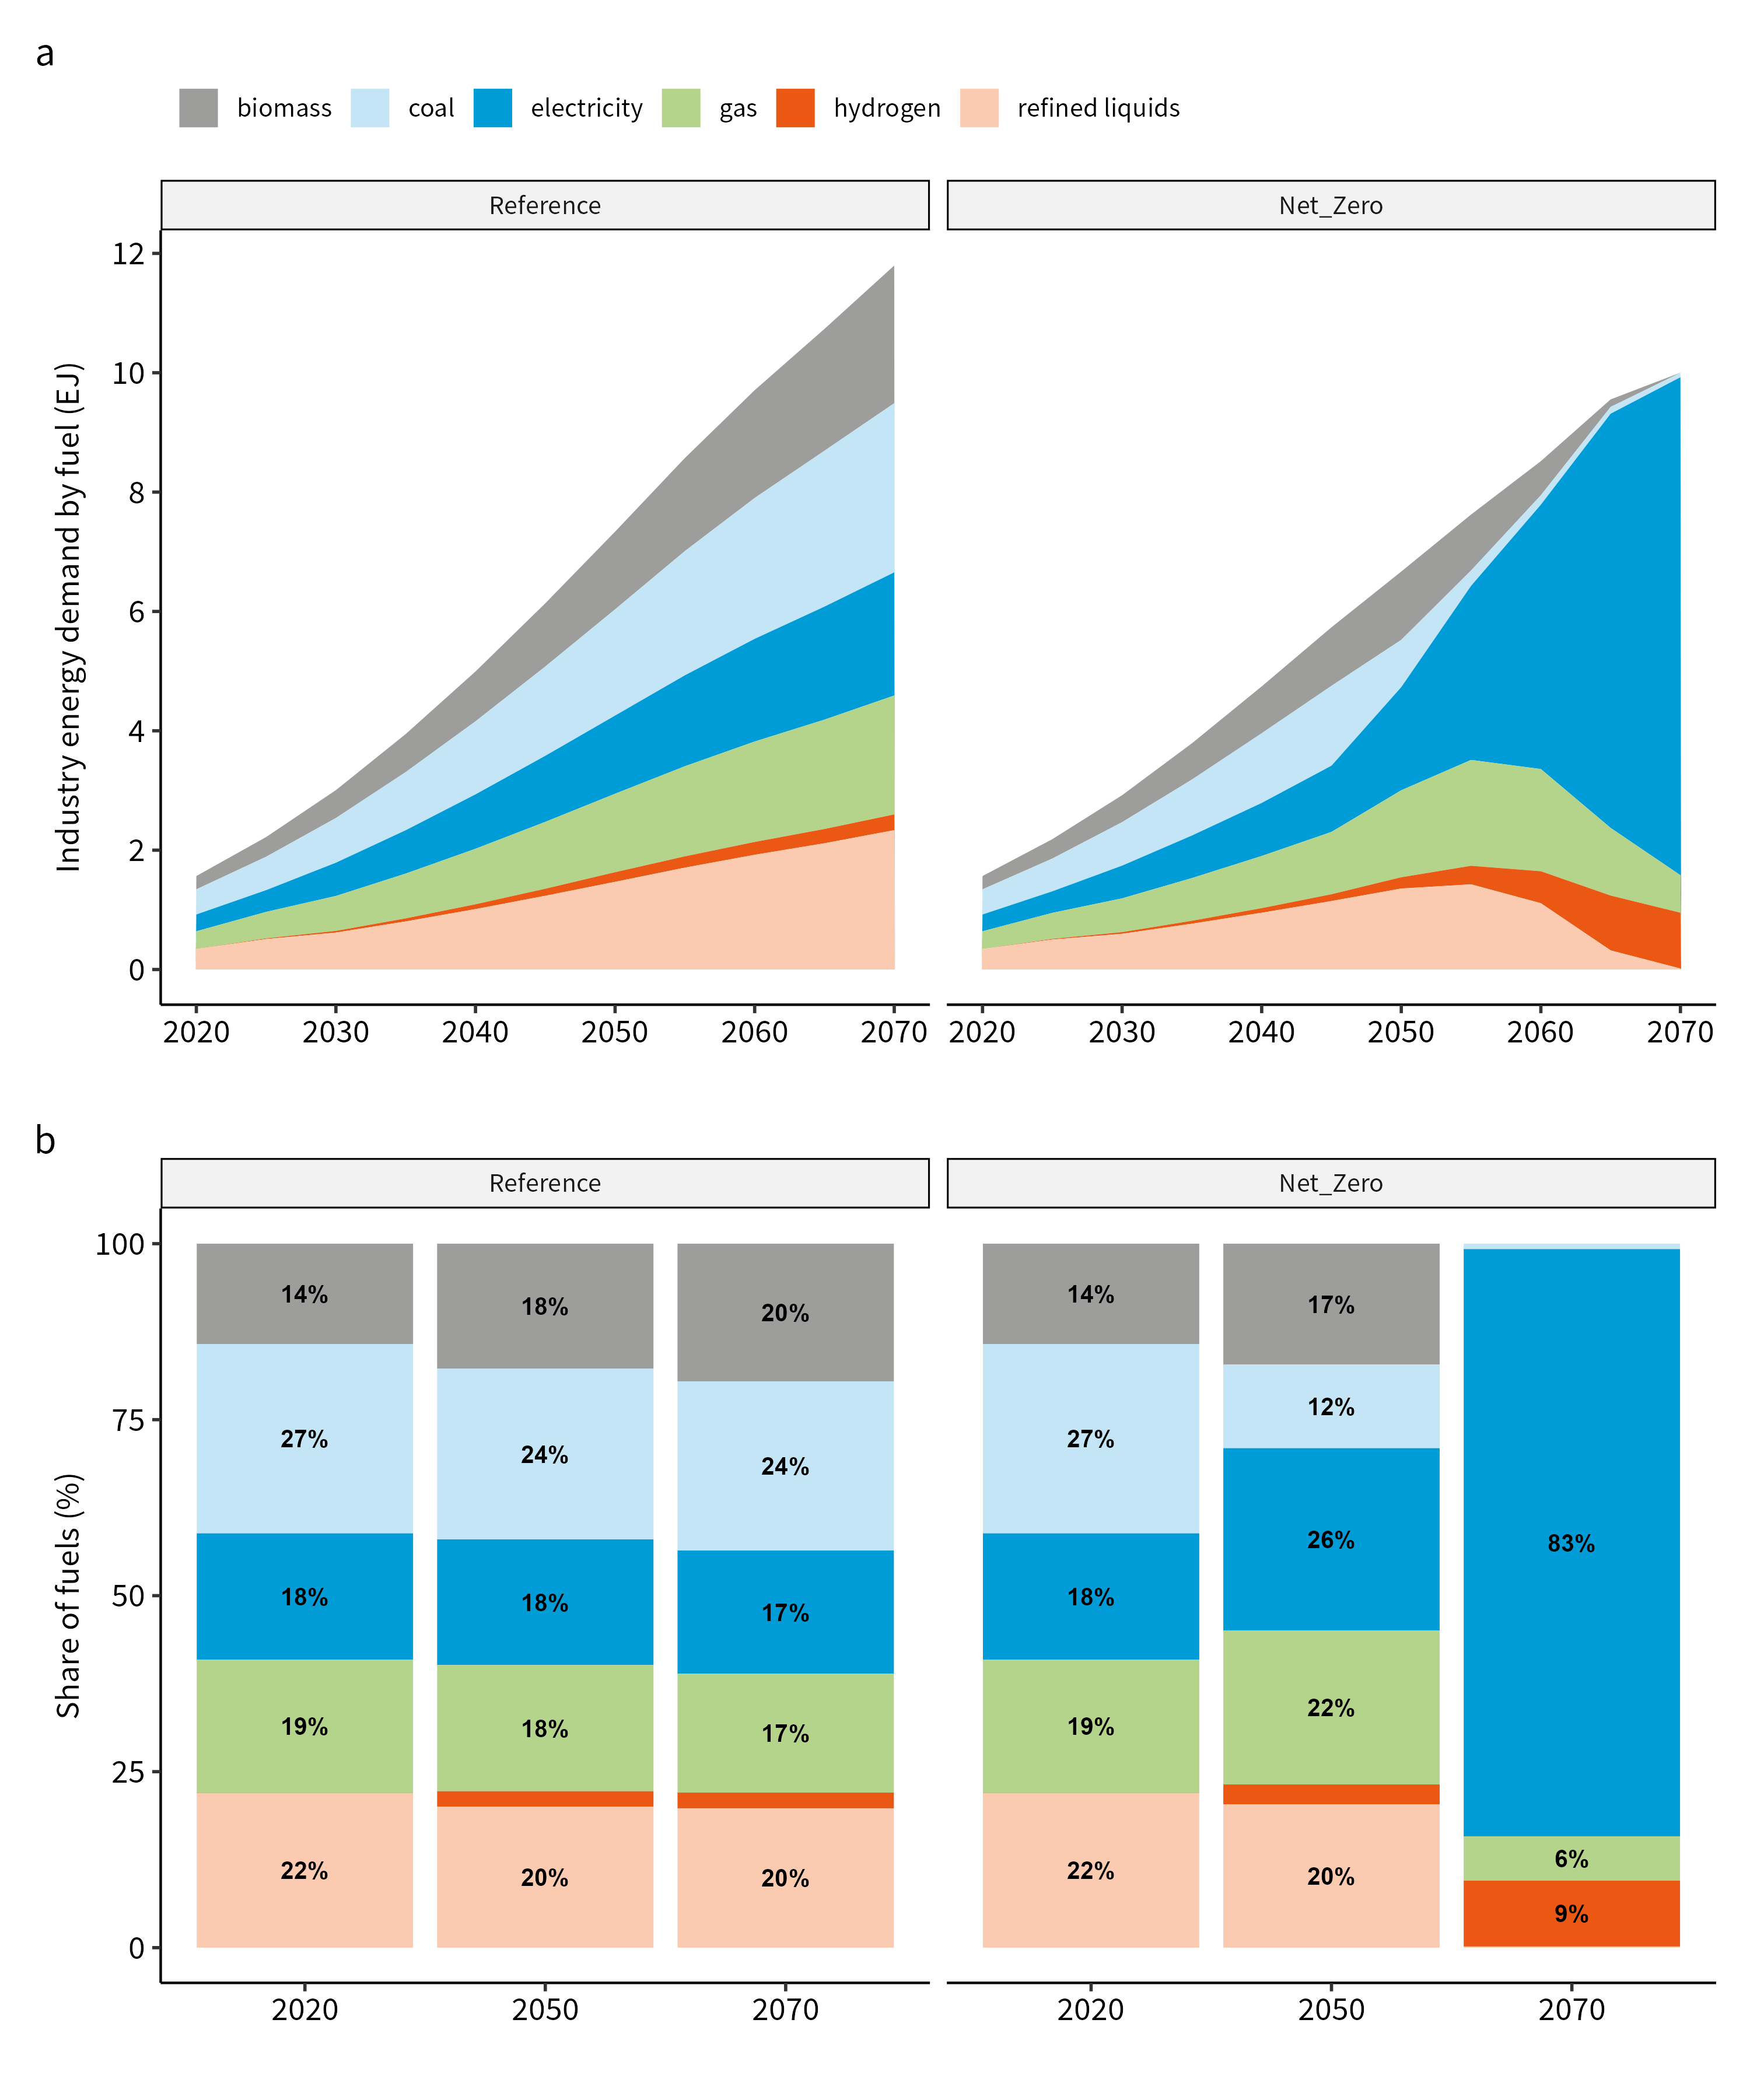 a
biomass coal electricity gas hydrogen refined liquids
Reference Net_Zero
Industry energy demand by fuel (EJ)
12
10
8
6
4
2
0
2020 2030 2040 2050 2060 2070 2020 2030 2040 2050 2060 2070
b
Reference Net_Zero
Share of fuels (%)
100
75
50
25
0
14% 18% 20% 14% 17%
27% 24% 24% 27% 12%
18% 18% 17% 18% 26% 83%
19% 18% 17% 19% 22% 6%
22% 20% 20% 22% 20% 9%
2020 2050 2070 2020 2050 2070